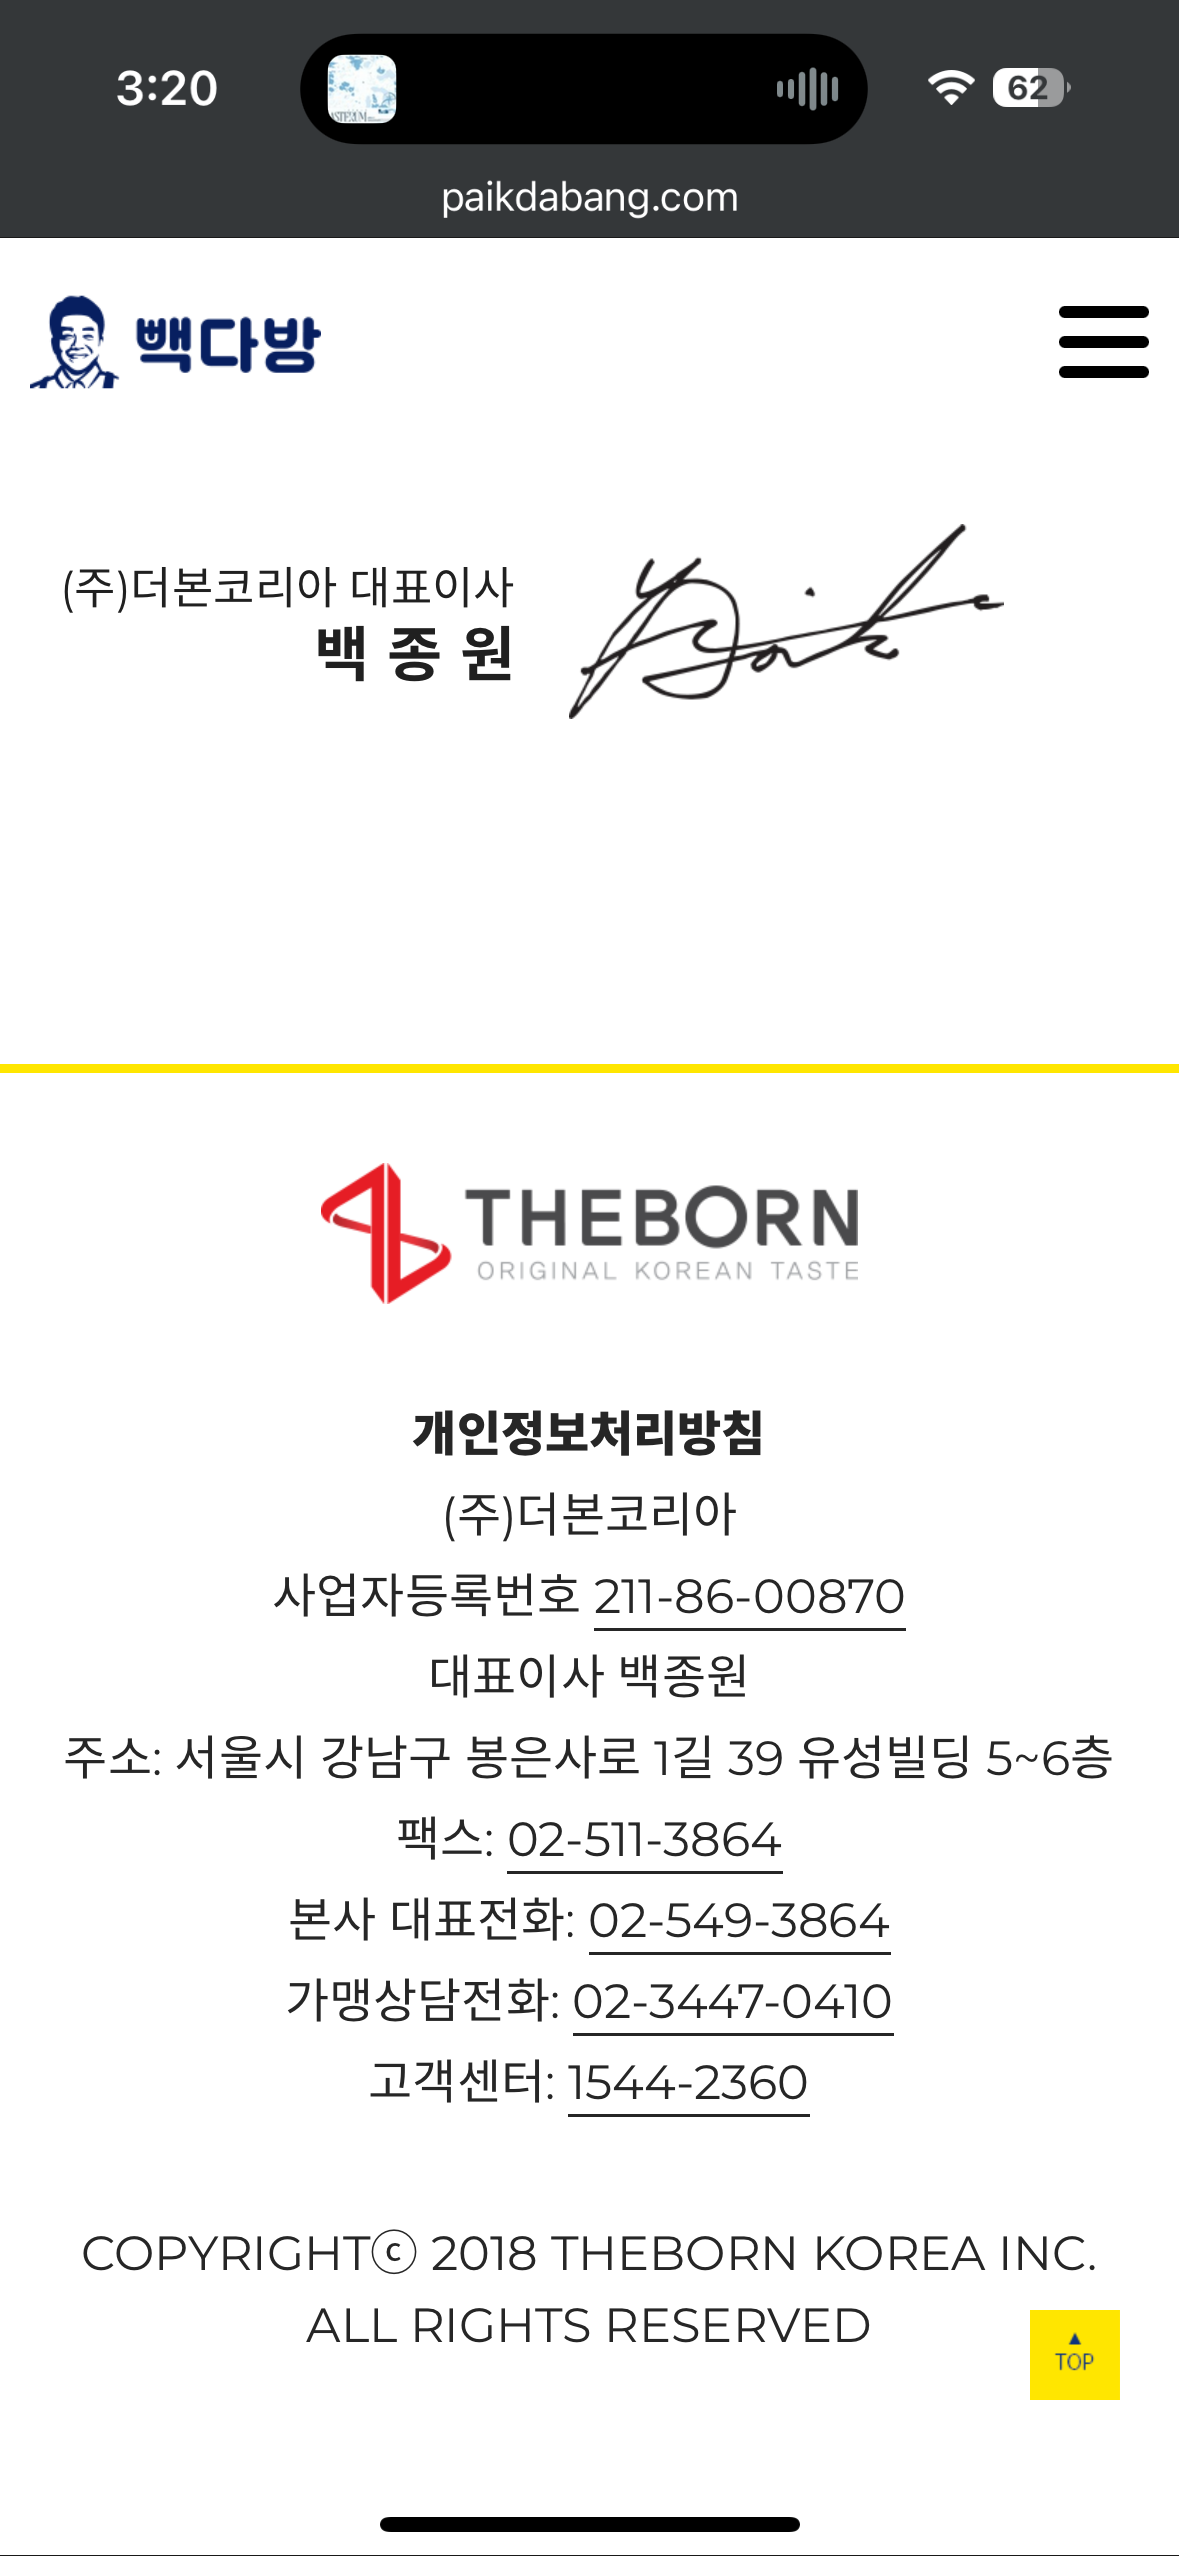 3:20
62
paikdabang.com
빽다방
(주)더본코리아 대표이사
백 종 원
THEBORN
ORIGINAL KOREAN TASTE
개인정보처리방침
(주)더본코리아
사업자등록번호 211-86-00870
대표이사 백종원
주소: 서울시 강남구 봉은사로 1길 39 유성빌딩 5~6층
팩스: 02-511-3864
본사 대표전화: 02-549-3864
가맹상담전화: 02-3447-0410
고객센터: 1544-2360
COPYRIGHTⓒ 2018 THEBORN KOREA INC.
ALL RIGHTS RESERVED
▲
TOP